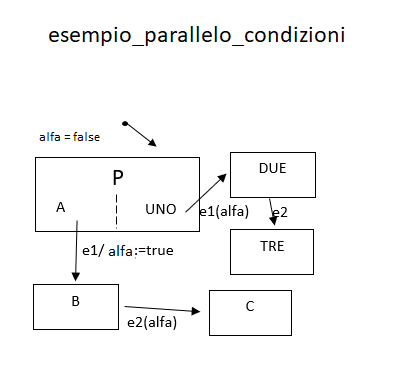 esempio_parallelo_condizioni
alfa = false
P
DUE
A
UNO
e1(alfa)
e2
TRE
e1/ alfa:=true
B
C
e2(alfa)